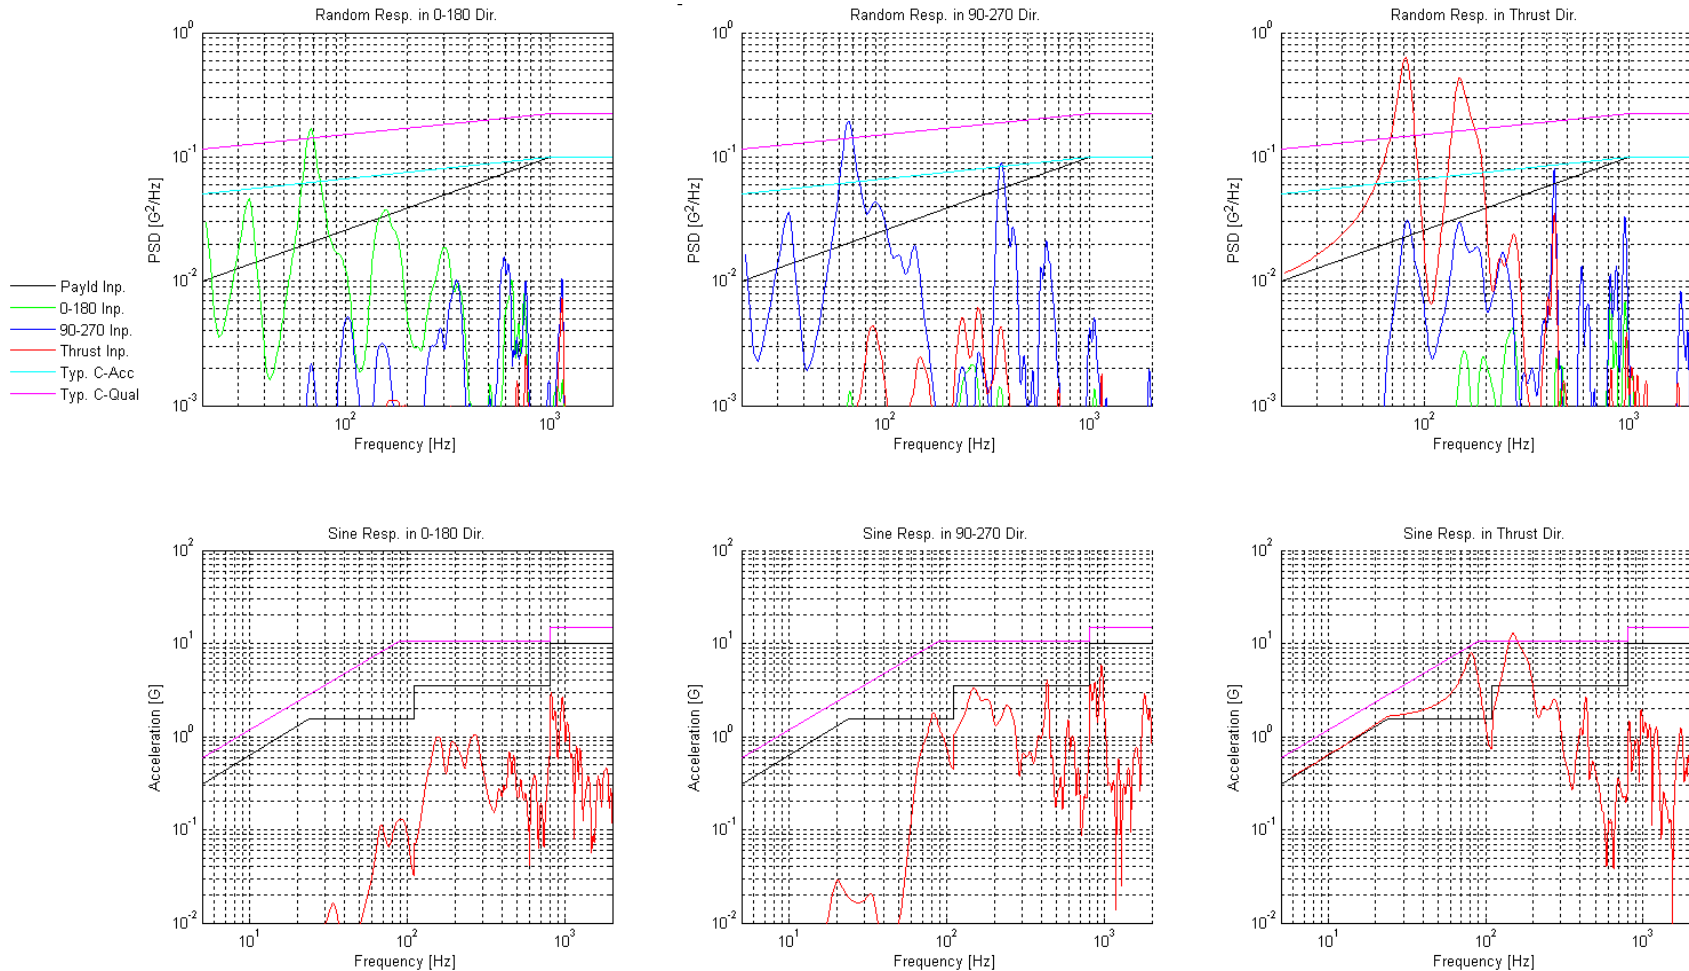 Random Resp. in 0-180 Dir.
Random Resp. in 90-270 Dir.
Random Resp. in Thrust Dir.
10^0
10^-1
10^-2
10^-3
PSD [G^2/Hz]
10^2
10^3
Frequency [Hz]
10^0
10^-1
10^-2
10^-3
PSD [G^2/Hz]
10^2
10^3
Frequency [Hz]
10^0
10^-1
10^-2
10^-3
PSD [G^2/Hz]
10^2
10^3
Frequency [Hz]
Payld Inp.
0-180 Inp.
90-270 Inp.
Thrust Inp.
Typ. C-Acc
Typ. C-Qual
Sine Resp. in 0-180 Dir.
Sine Resp. in 90-270 Dir.
Sine Resp. in Thrust Dir.
10^2
10^1
10^0
10^-1
10^-2
Acceleration [G]
10^1
10^2
10^3
Frequency [Hz]
10^2
10^1
10^0
10^-1
10^-2
Acceleration [G]
10^1
10^2
10^3
Frequency [Hz]
10^2
10^1
10^0
10^-1
10^-2
Acceleration [G]
10^1
10^2
10^3
Frequency [Hz]